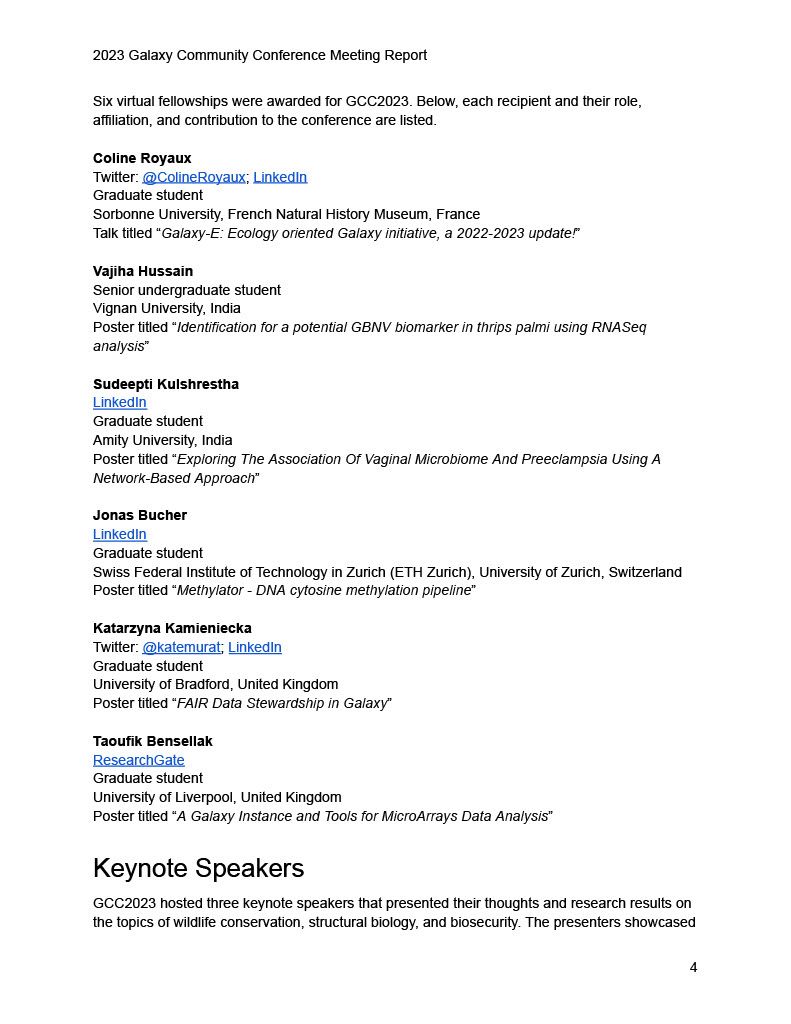 2023 Galaxy Community Conference Meeting Report
Six virtual fellowships were awarded for GCC2023. Below, each recipient and their role,
affiliation, and contribution to the conference are listed.
Coline Royaux
Twitter: @ColineRoyaux; LinkedIn
Graduate student
Sorbonne University, French Natural History Museum, France
Talk titled “Galaxy-E: Ecology oriented Galaxy initiative, a 2022-2023 update!”
Vajiha Hussain
Senior undergraduate student
Vignan University, India
Poster titled “Identification for a potential GBNV biomarker in thrips palmi using RNASeq
analysis”
Sudeepti Kulshrestha
LinkedIn
Graduate student
Amity University, India
Poster titled “Exploring The Association Of Vaginal Microbiome And Preeclampsia Using A
Network-Based Approach”
Jonas Bucher
LinkedIn
Graduate student
Swiss Federal Institute of Technology in Zurich (ETH Zurich), University of Zurich, Switzerland
Poster titled “Methylator - DNA cytosine methylation pipeline”
Katarzyna Kamieniecka
Twitter: @katemurat; LinkedIn
Graduate student
University of Bradford, United Kingdom
Poster titled “FAIR Data Stewardship in Galaxy”
Taoufik Bensellak
ResearchGate
Graduate student
University of Liverpool, United Kingdom
Poster titled “A Galaxy Instance and Tools for MicroArrays Data Analysis”
Keynote Speakers
GCC2023 hosted three keynote speakers that presented their thoughts and research results on
the topics of wildlife conservation, structural biology, and biosecurity. The presenters showcased
4